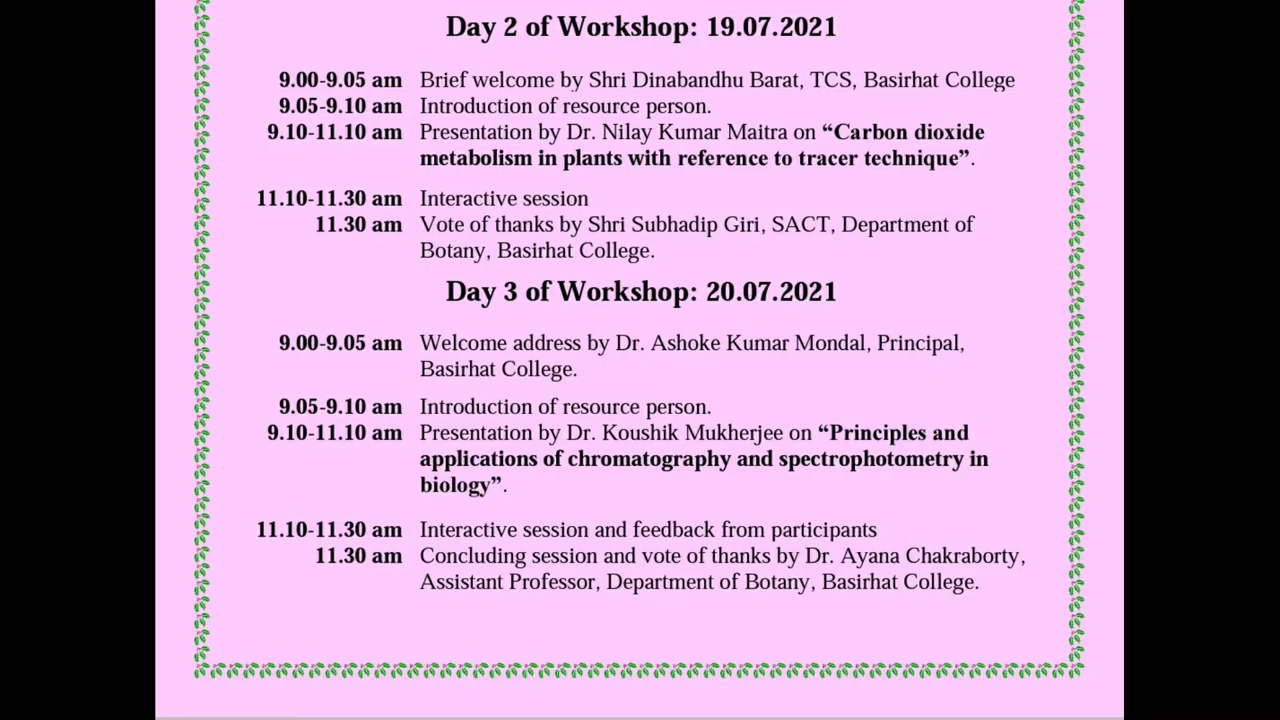 Day 2 of Workshop: 19.07.2021
9.00-9.05 am Brief welcome by Shri Dinabandhu Barat, TCS, Basirhat College
9.05-9.10 am Introduction of resource person.
9.10-11.10 am Presentation by Dr. Nilay Kumar Maitra on “Carbon dioxide
metabolism in plants with reference to tracer technique”.
11.10-11.30 am Interactive session
11.30 am Vote of thanks by Shri Subhadip Giri, SACT, Department of
Botany, Basirhat College.
Day 3 of Workshop: 20.07.2021
9.00-9.05 am Welcome address by Dr. Ashoke Kumar Mondal, Principal,
Basirhat College.
9.05-9.10 am Introduction of resource person.
9.10-11.10 am Presentation by Dr. Koushik Mukherjee on “Principles and
applications of chromatography and spectrophotometry in
biology”.
11.10-11.30 am Interactive session and feedback from participants
11.30 am Concluding session and vote of thanks by Dr. Ayana Chakraborty,
Assistant Professor, Department of Botany, Basirhat College.